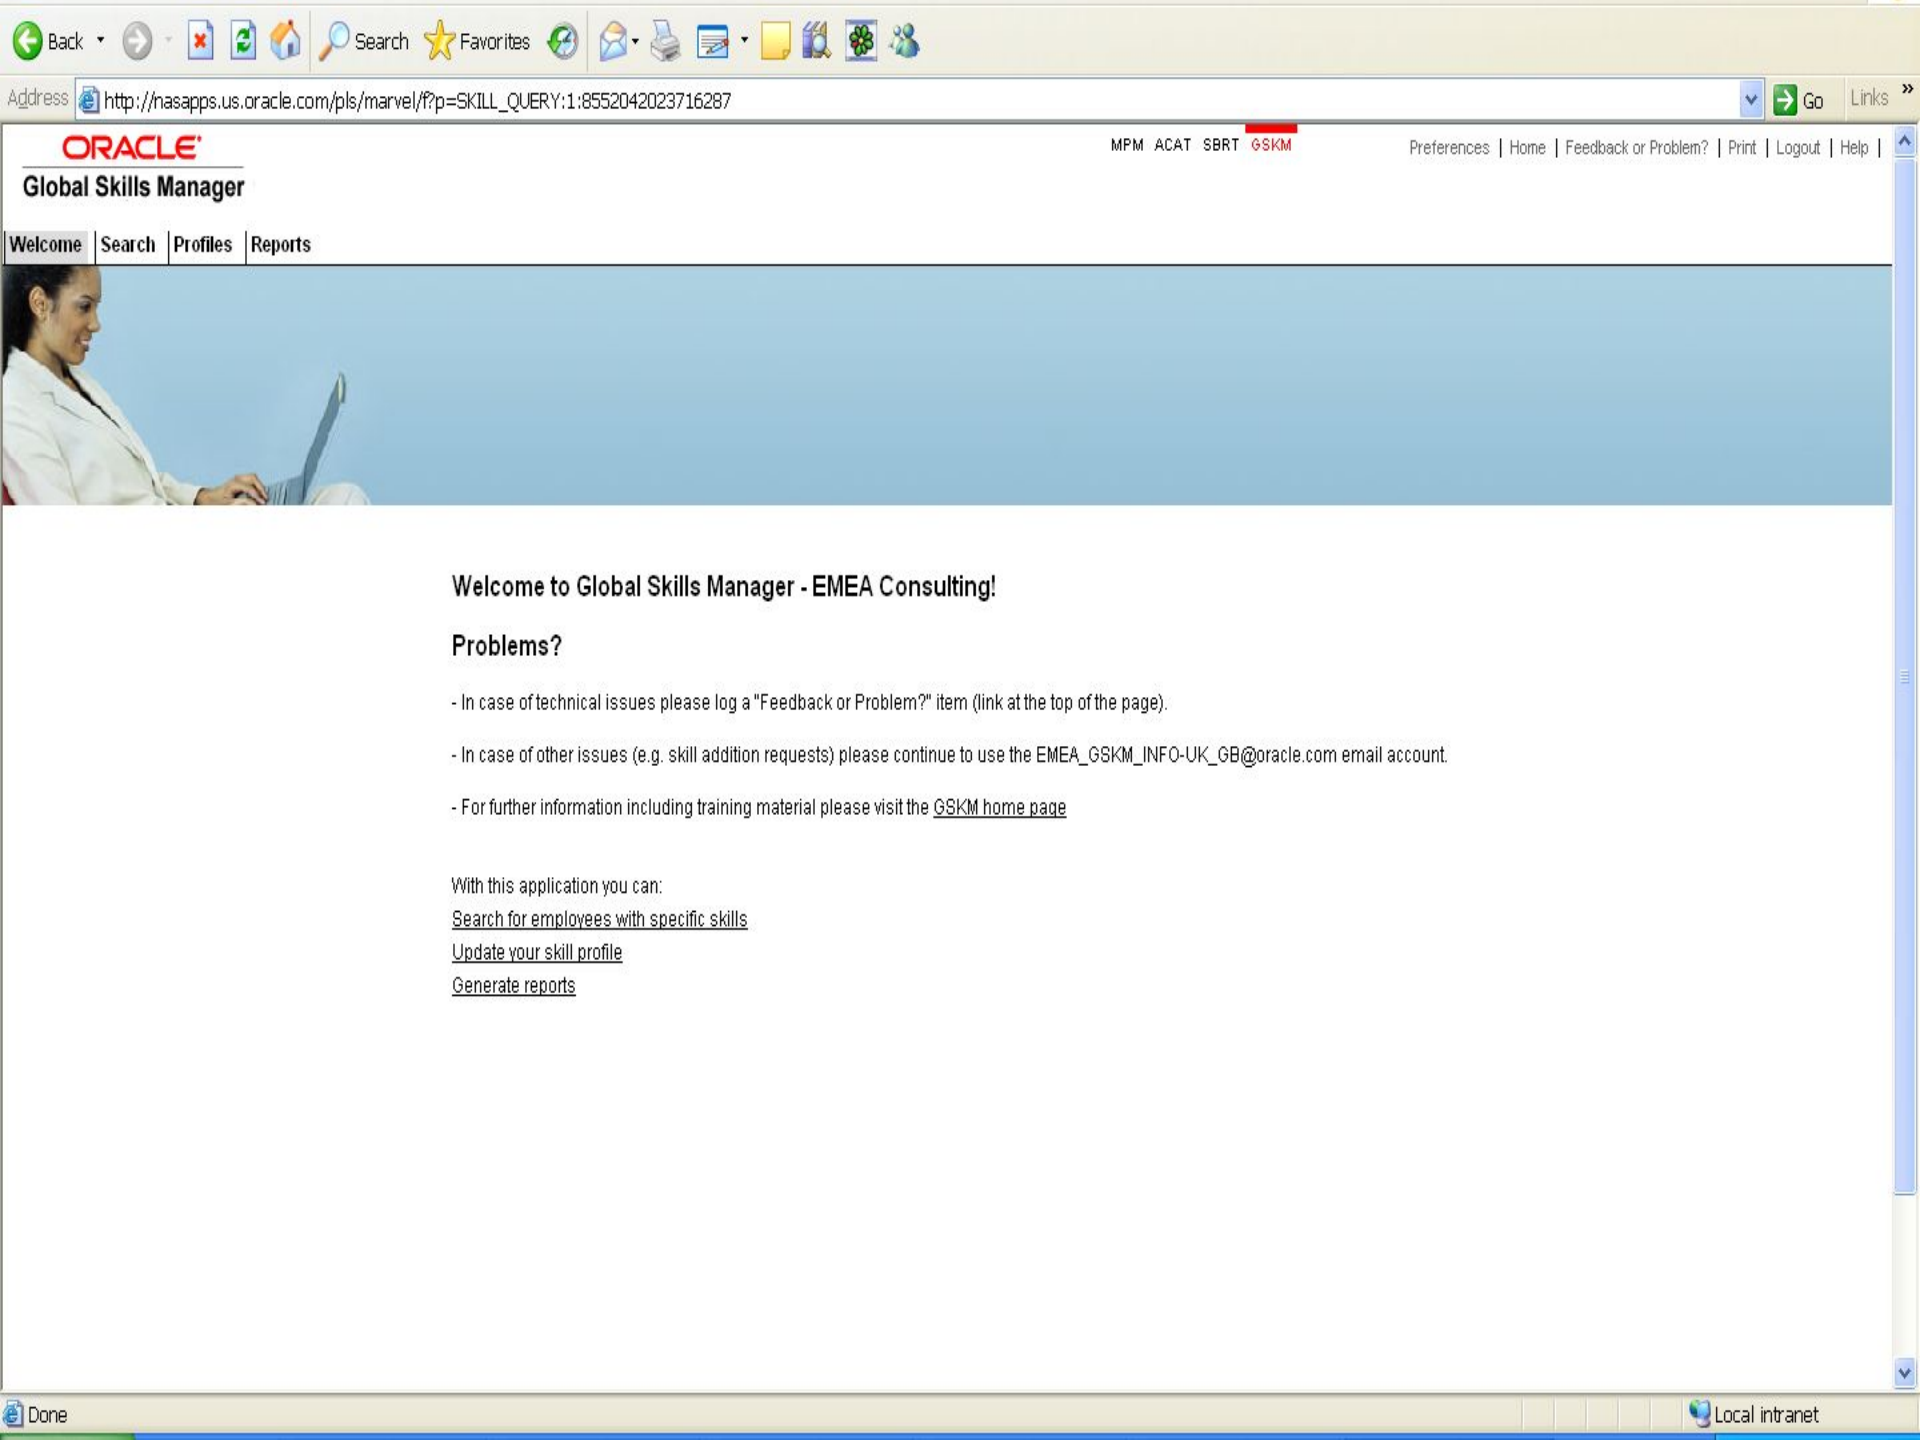 Back Search Favorites
Address http://nasapps.us.oracle.com/pls/marvel/f?p=SKILL_QUERY:1:8552042023716287 Go Links »
ORACLE MPM ACAT SBRT GSKM Preferences | Home | Feedback or Problem? | Print | Logout | Help |
Global Skills Manager
Welcome Search Profiles Reports
Welcome to Global Skills Manager - EMEA Consulting!
Problems?
- In case of technical issues please log a "Feedback or Problem?" item (link at the top of the page).
- In case of other issues (e.g. skill addition requests) please continue to use the EMEA_GSKM_INFO-UK_GB@oracle.com email account.
- For further information including training material please visit the GSKM home page
With this application you can:
Search for employees with specific skills
Update your skill profile
Generate reports
Done Local intranet